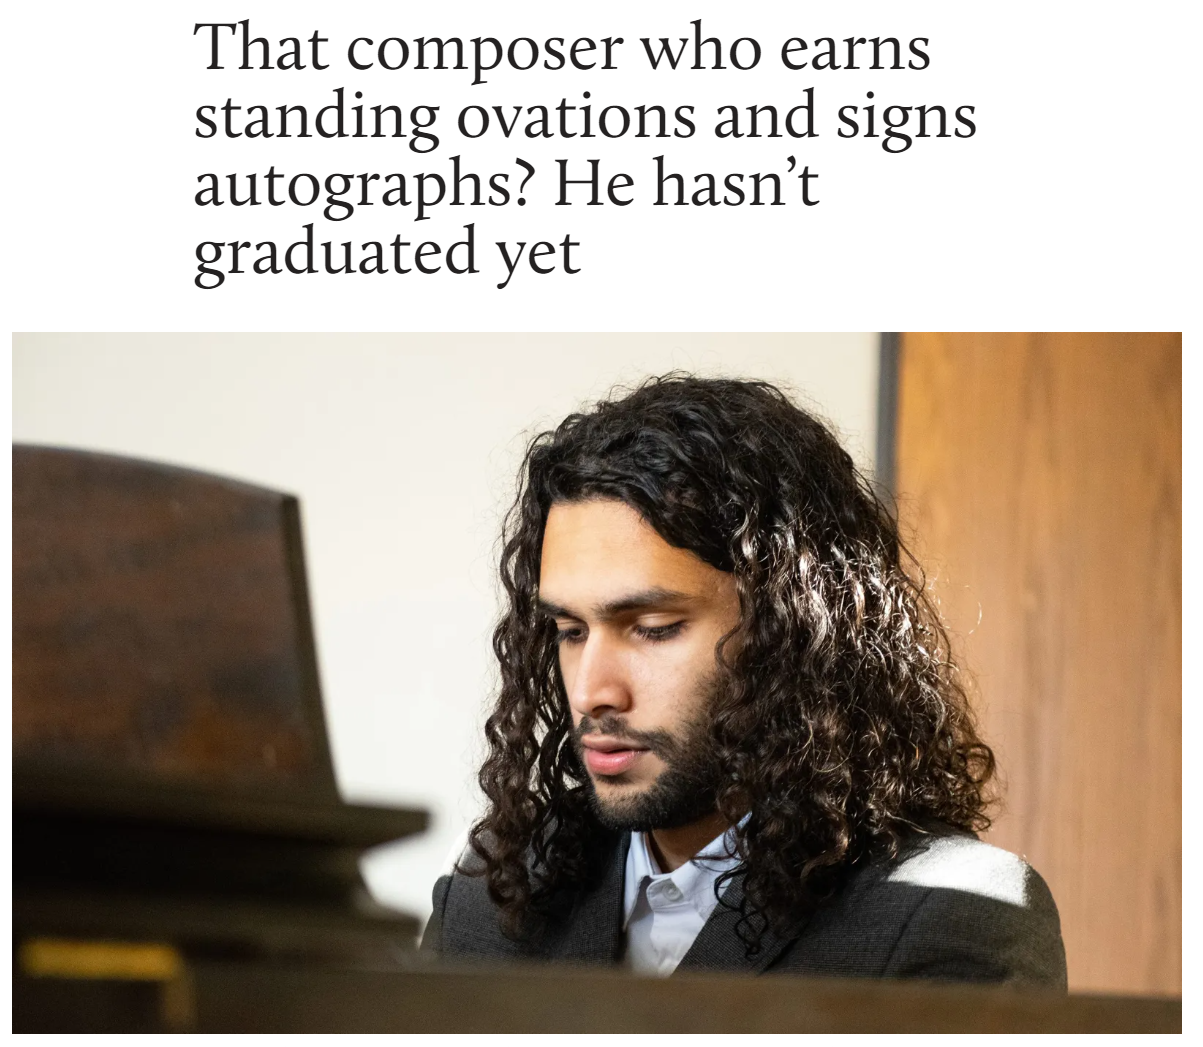 That composer who earns
standing ovations and signs
autographs? He hasn’t
graduated yet